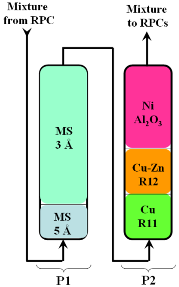 Mixture
from RPC
Mixture
to RPCs
MS
3 Å
MS
5 Å
Ni
Al₂O₃
Cu-Zn
R12
Cu
R11
P1
P2